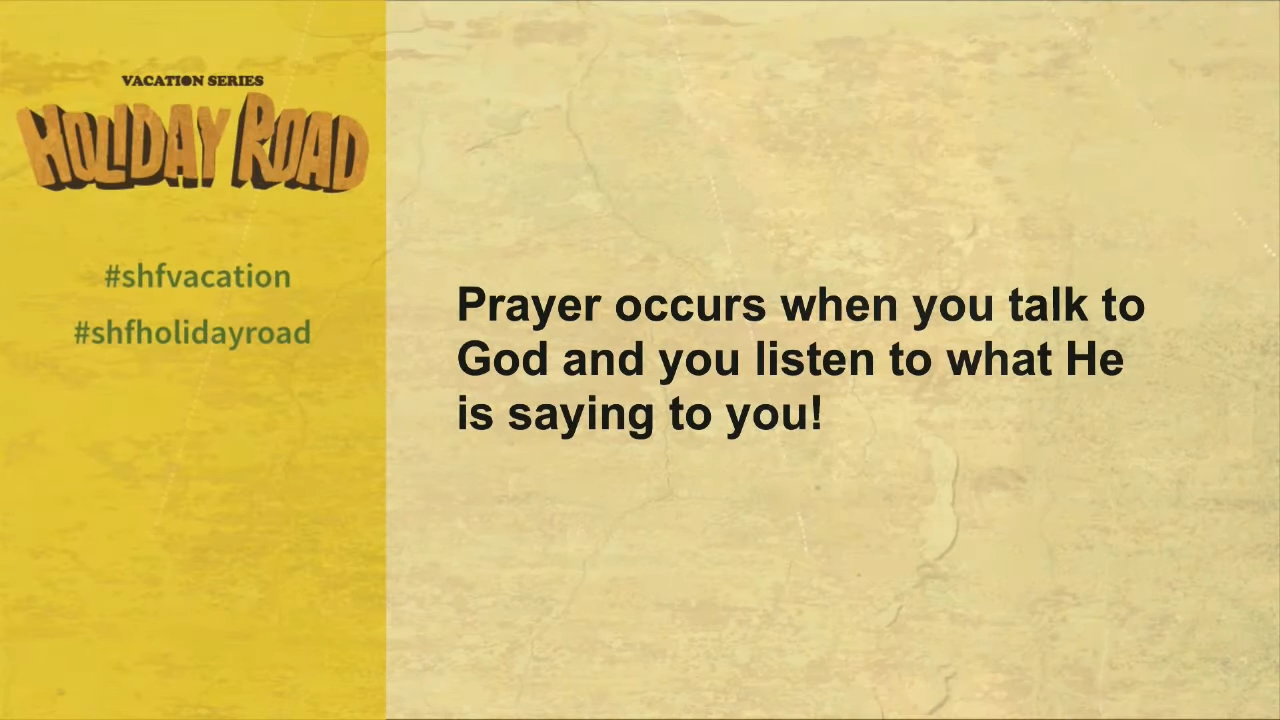 VACATION SERIES
HOLIDAY ROAD
#shfvacation
#shfholidayroad
Prayer occurs when you talk to
God and you listen to what He
is saying to you!